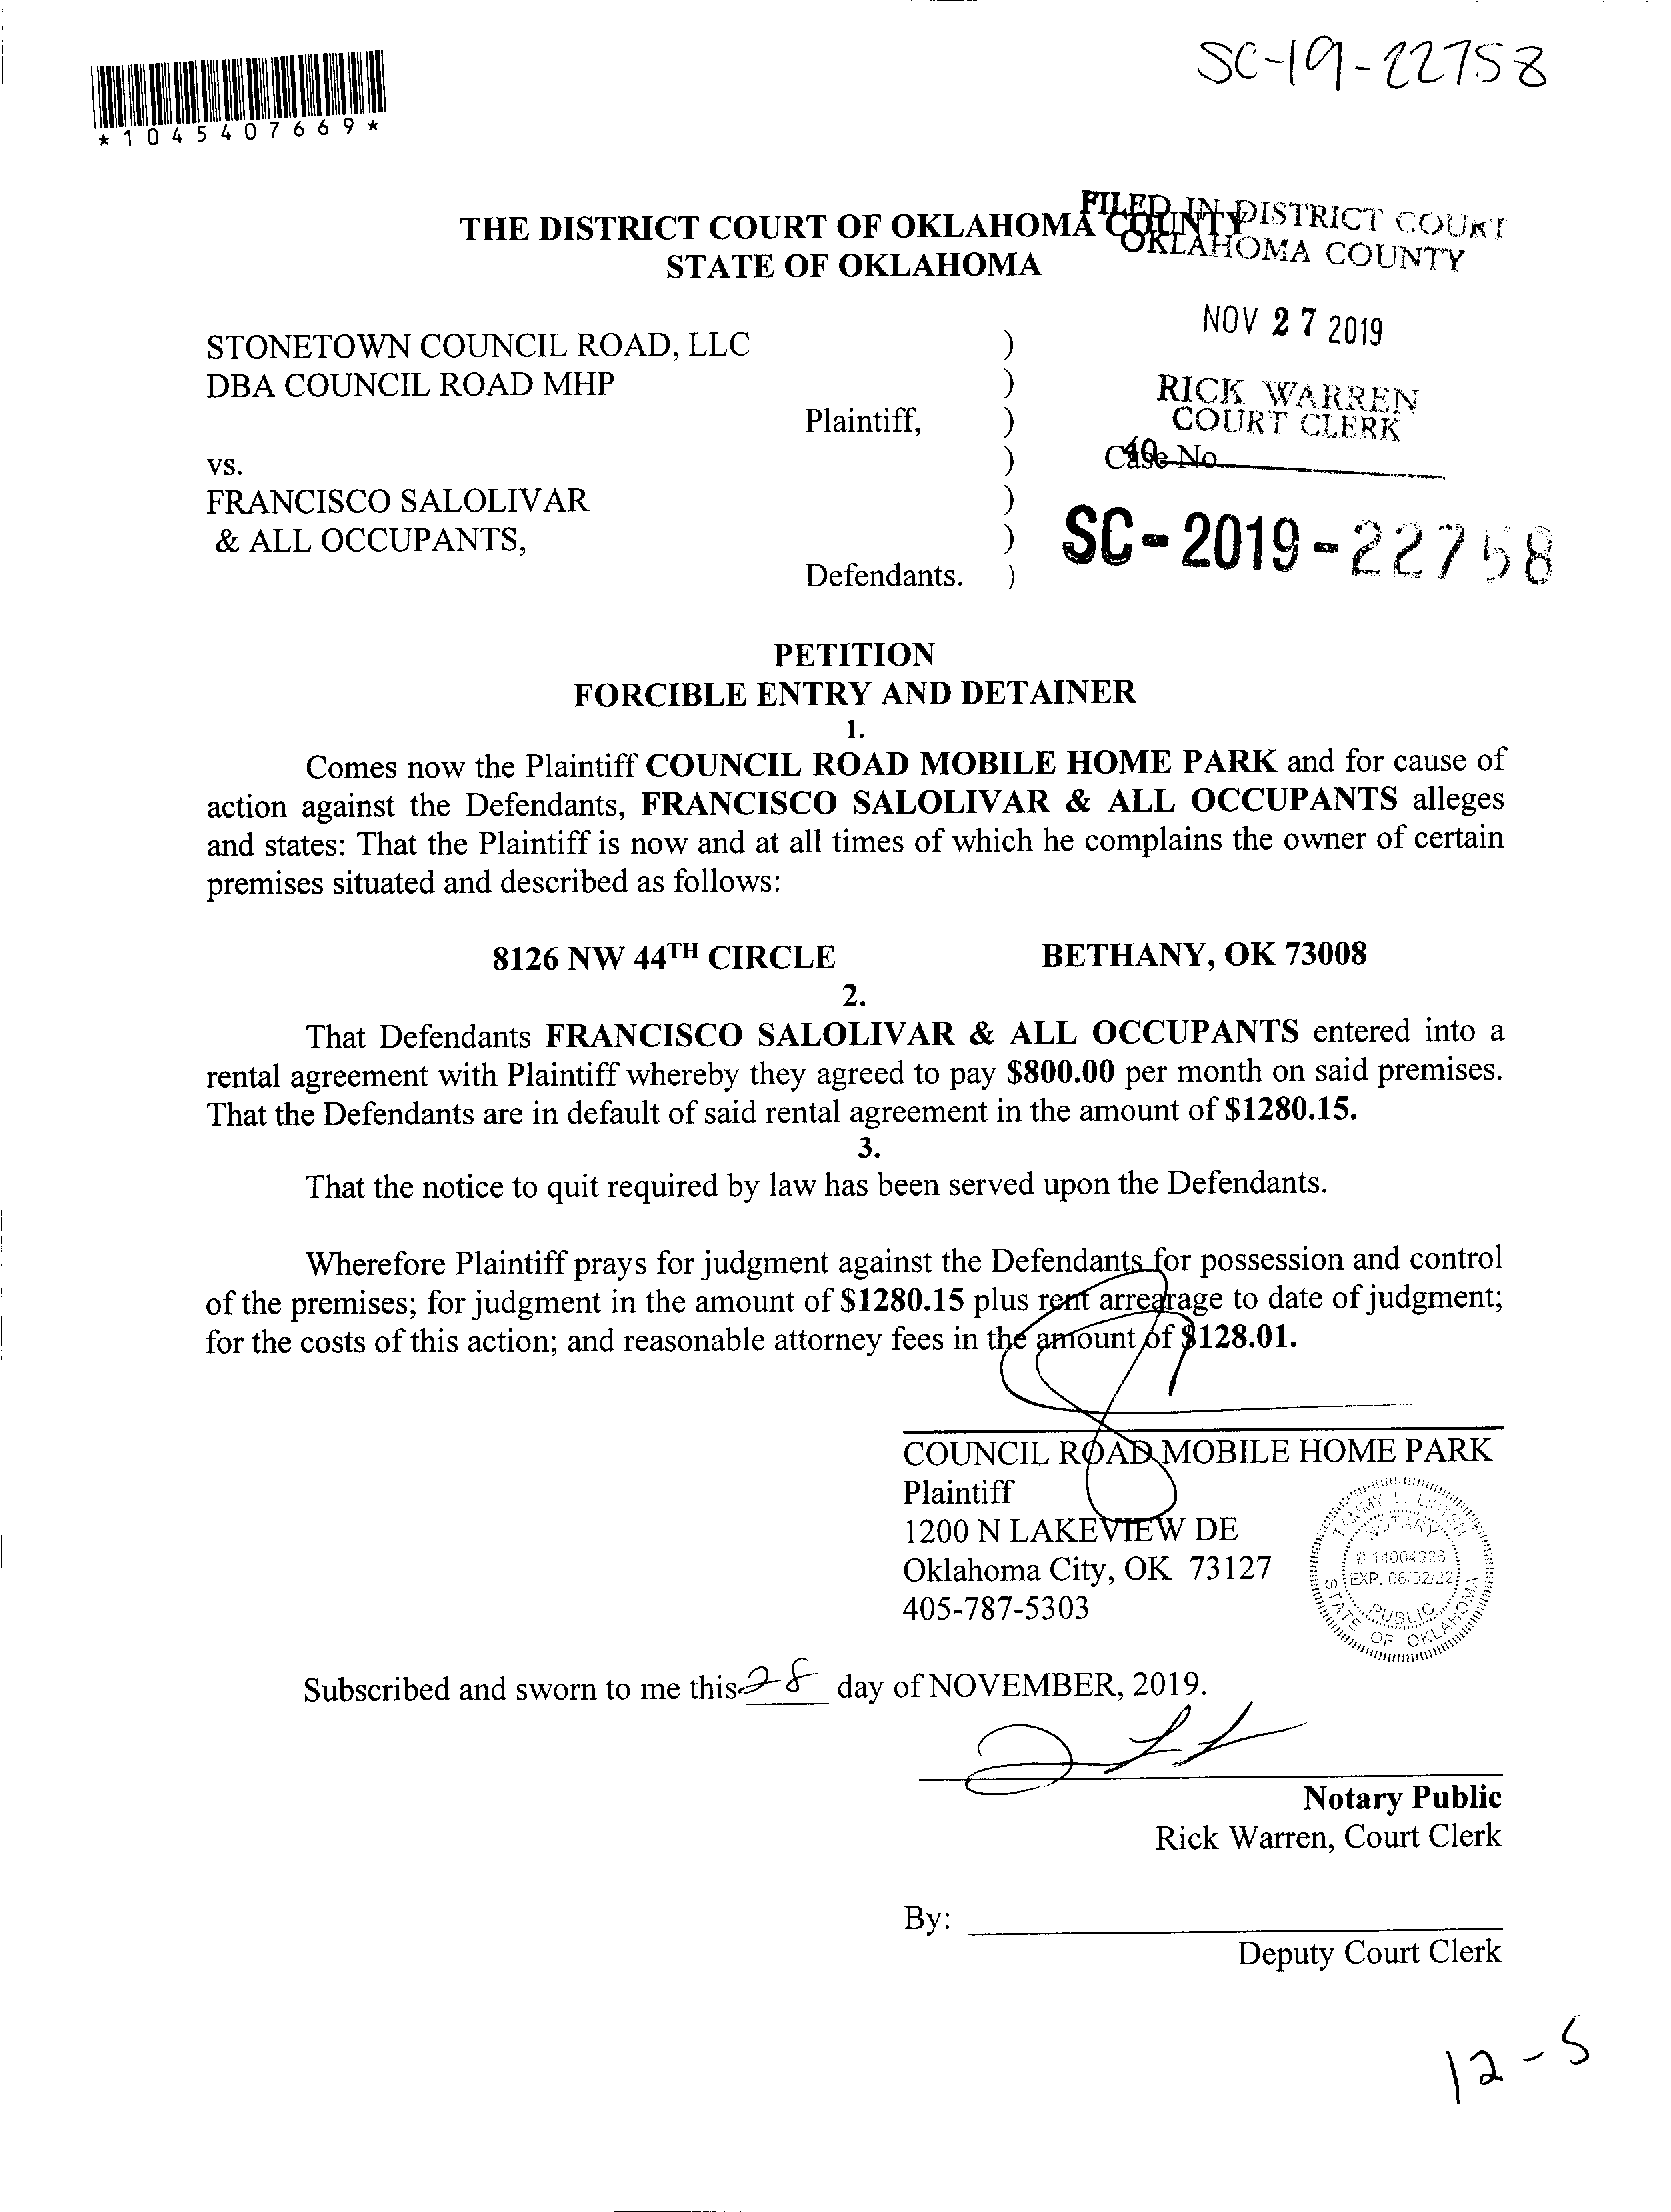 SC-19-22758
*1045407669*
THE DISTRICT COURT OF OKLAHOMA COUNTY
STATE OF OKLAHOMA
FILED IN DISTRICT COURT
OKLAHOMA COUNTY
NOV 27 2019
RICK WARREN
COURT CLERK
40
Case No
SC-2019-22758
STONETOWN COUNCIL ROAD, LLC )
DBA COUNCIL ROAD MHP )
Plaintiff, )
vs. )
FRANCISCO SALOLIVAR )
& ALL OCCUPANTS, )
Defendants. )
PETITION
FORCIBLE ENTRY AND DETAINER
1.
Comes now the Plaintiff COUNCIL ROAD MOBILE HOME PARK and for cause of
action against the Defendants, FRANCISCO SALOLIVAR & ALL OCCUPANTS alleges
and states: That the Plaintiff is now and at all times of which he complains the owner of certain
premises situated and described as follows:
8126 NW 44TH CIRCLE BETHANY, OK 73008
2.
That Defendants FRANCISCO SALOLIVAR & ALL OCCUPANTS entered into a
rental agreement with Plaintiff whereby they agreed to pay $800.00 per month on said premises.
That the Defendants are in default of said rental agreement in the amount of $1280.15.
3.
That the notice to quit required by law has been served upon the Defendants.
Wherefore Plaintiff prays for judgment against the Defendants for possession and control
of the premises; for judgment in the amount of $1280.15 plus rent arrearage to date of judgment;
for the costs of this action; and reasonable attorney fees in the amount of $128.01.
COUNCIL ROAD MOBILE HOME PARK
Plaintiff
1200 N LAKEVIEW DE
Oklahoma City, OK 73127
405-787-5303
TAMMY L.
NOTARY
EXP. 06/02/22
PUBLIC
STATE OF OKLAHOMA
Subscribed and sworn to me this 28 day of NOVEMBER, 2019.
Notary Public
Rick Warren, Court Clerk
By:
Deputy Court Clerk
12-5